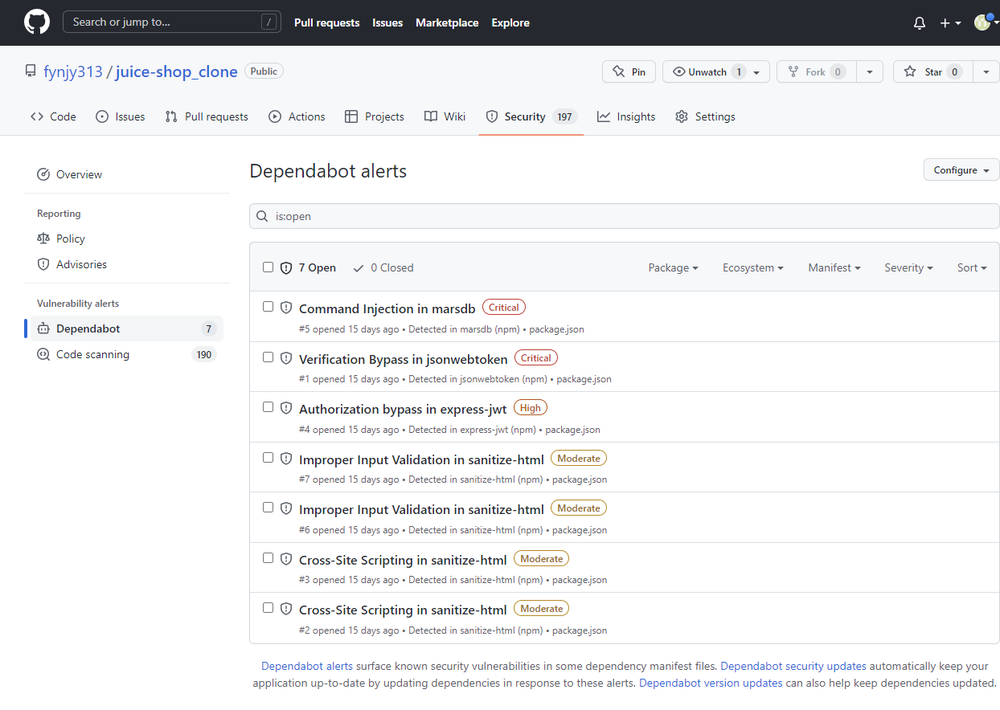 Search or jump to... / Pull requests Issues Marketplace Explore
fynjy313 / juice-shop_clone Public Pin Unwatch 1 Fork 0 Star 0
Code Issues Pull requests Actions Projects Wiki Security 197 Insights Settings
Overview
Reporting
Policy
Advisories
Vulnerability alerts
Dependabot 7
Code scanning 190
Dependabot alerts Configure
is:open
7 Open 0 Closed Package Ecosystem Manifest Severity Sort
Command Injection in marsdb Critical
#5 opened 15 days ago • Detected in marsdb (npm) • package.json
Verification Bypass in jsonwebtoken Critical
#1 opened 15 days ago • Detected in jsonwebtoken (npm) • package.json
Authorization bypass in express-jwt High
#4 opened 15 days ago • Detected in express-jwt (npm) • package.json
Improper Input Validation in sanitize-html Moderate
#7 opened 15 days ago • Detected in sanitize-html (npm) • package.json
Improper Input Validation in sanitize-html Moderate
#6 opened 15 days ago • Detected in sanitize-html (npm) • package.json
Cross-Site Scripting in sanitize-html Moderate
#3 opened 15 days ago • Detected in sanitize-html (npm) • package.json
Cross-Site Scripting in sanitize-html Moderate
#2 opened 15 days ago • Detected in sanitize-html (npm) • package.json
Dependabot alerts surface known security vulnerabilities in some dependency manifest files. Dependabot security updates automatically keep your
application up-to-date by updating dependencies in response to these alerts. Dependabot version updates can also help keep dependencies updated.